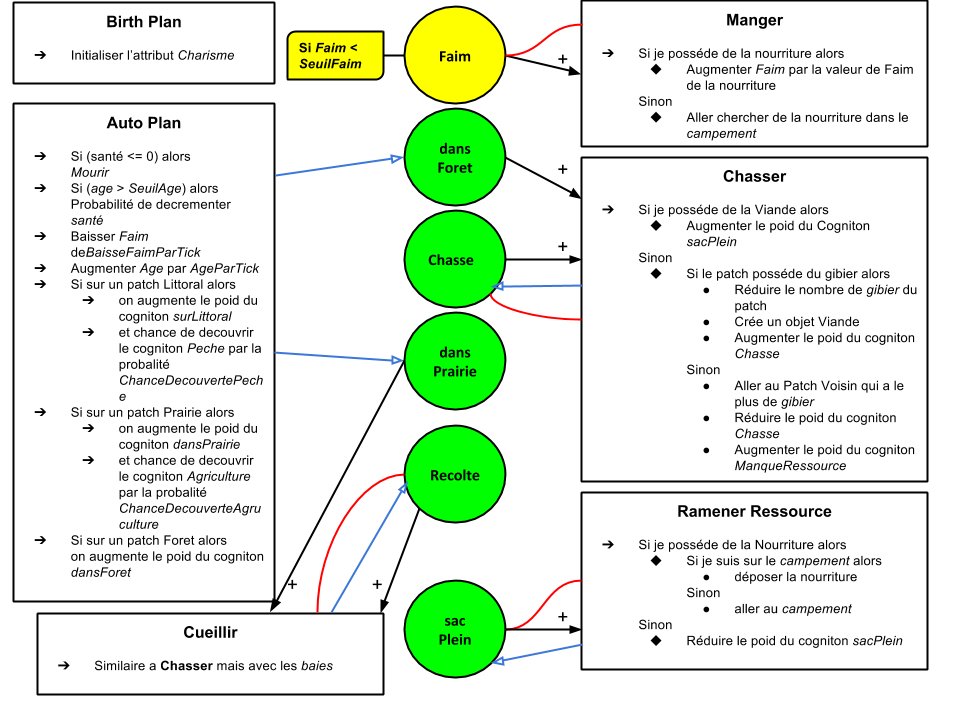 Birth Plan
➔ Initialiser l'attribut Charisme
Auto Plan
➔ Si (santé <= 0) alors
Mourir
➔ Si (age > SeuilAge) alors
Probabilité de decrementer
santé
➔ Baisser Faim
deBaisseFaimParTick
➔ Augmenter Age par AgeParTick
➔ Si sur un patch Littoral alors
➔ on augmente le poid du
cogniton surLittoral
➔ et chance de decouvrir
le cogniton Peche par la
probalité
ChanceDecouvertePech
e
➔ Si sur un patch Prairie alors
➔ on augmente le poid du
cogniton dansPrairie
➔ et chance de decouvrir
le cogniton Agriculture
par la probalité
ChanceDecouverteAgru
culture
➔ Si sur un patch Foret alors
on augmente le poid du cogniton
dansForet
Cueillir
➔ Similaire a Chasser mais avec les baies
Si Faim <
SeuilFaim
Faim
dans
Foret
Chasse
dans
Prairie
Recolte
sac
Plein
+
+
+
+
+
+
Manger
➔ Si je posséde de la nourriture alors
◆ Augmenter Faim par la valeur de Faim
de la nourriture
Sinon
◆ Aller chercher de la nourriture dans le
campement
Chasser
➔ Si je posséde de la Viande alors
◆ Augmenter le poid du Cogniton
sacPlein
Sinon
◆ Si le patch posséde du gibier alors
● Réduire le nombre de gibier du
patch
● Crée un objet Viande
● Augmenter le poid du cogniton
Chasse
Sinon
● Aller au Patch Voisin qui a le
plus de gibier
● Réduire le poid du cogniton
Chasse
● Augmenter le poid du cogniton
ManqueRessource
Ramener Ressource
➔ Si je posséde de la Nourriture alors
◆ Si je suis sur le campement alors
● déposer la nourriture
Sinon
● aller au campement
Sinon
◆ Réduire le poid du cogniton sacPlein